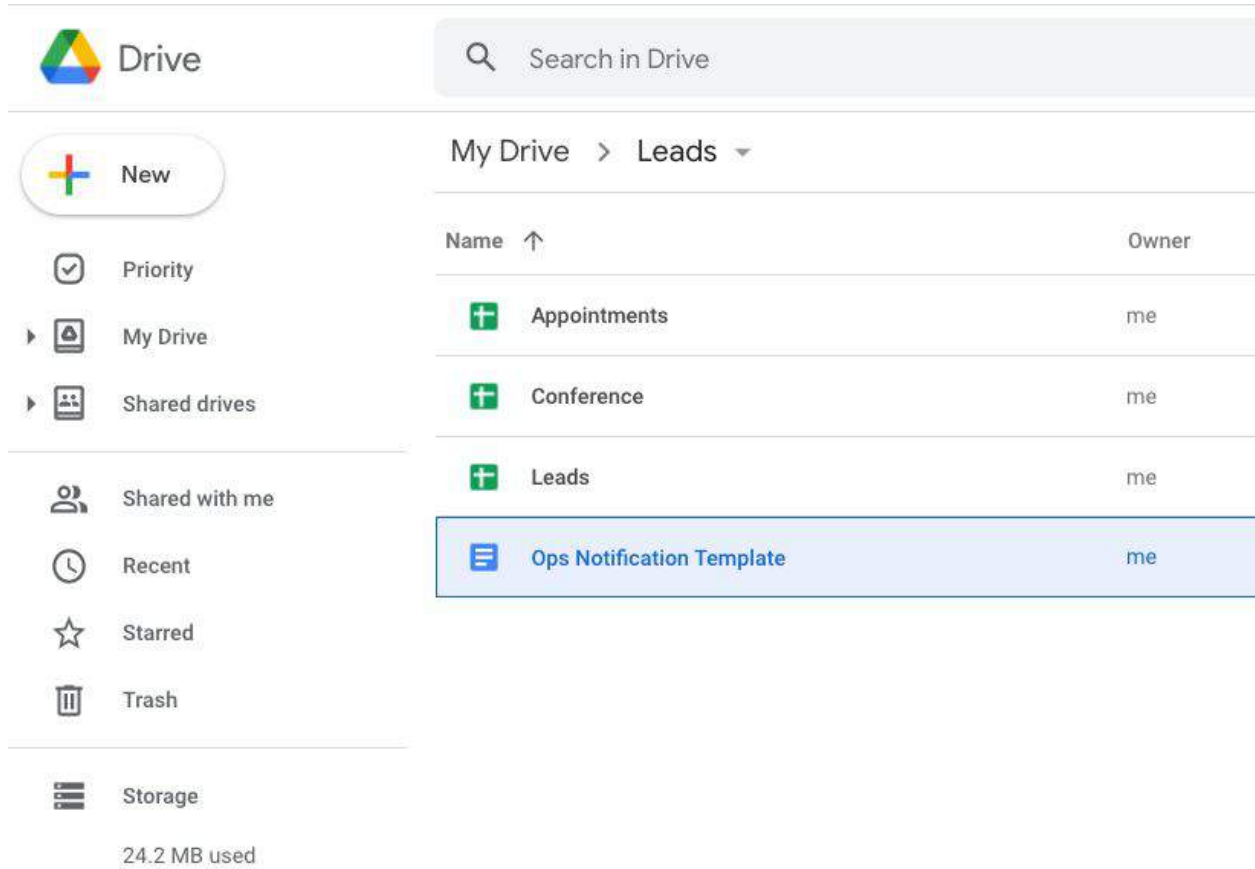 Drive
Search in Drive
New
Priority
My Drive
Shared drives
Shared with me
Recent
Starred
Trash
Storage
24.2 MB used
My Drive > Leads
Name Owner
Appointments me
Conference me
Leads me
Ops Notification Template me